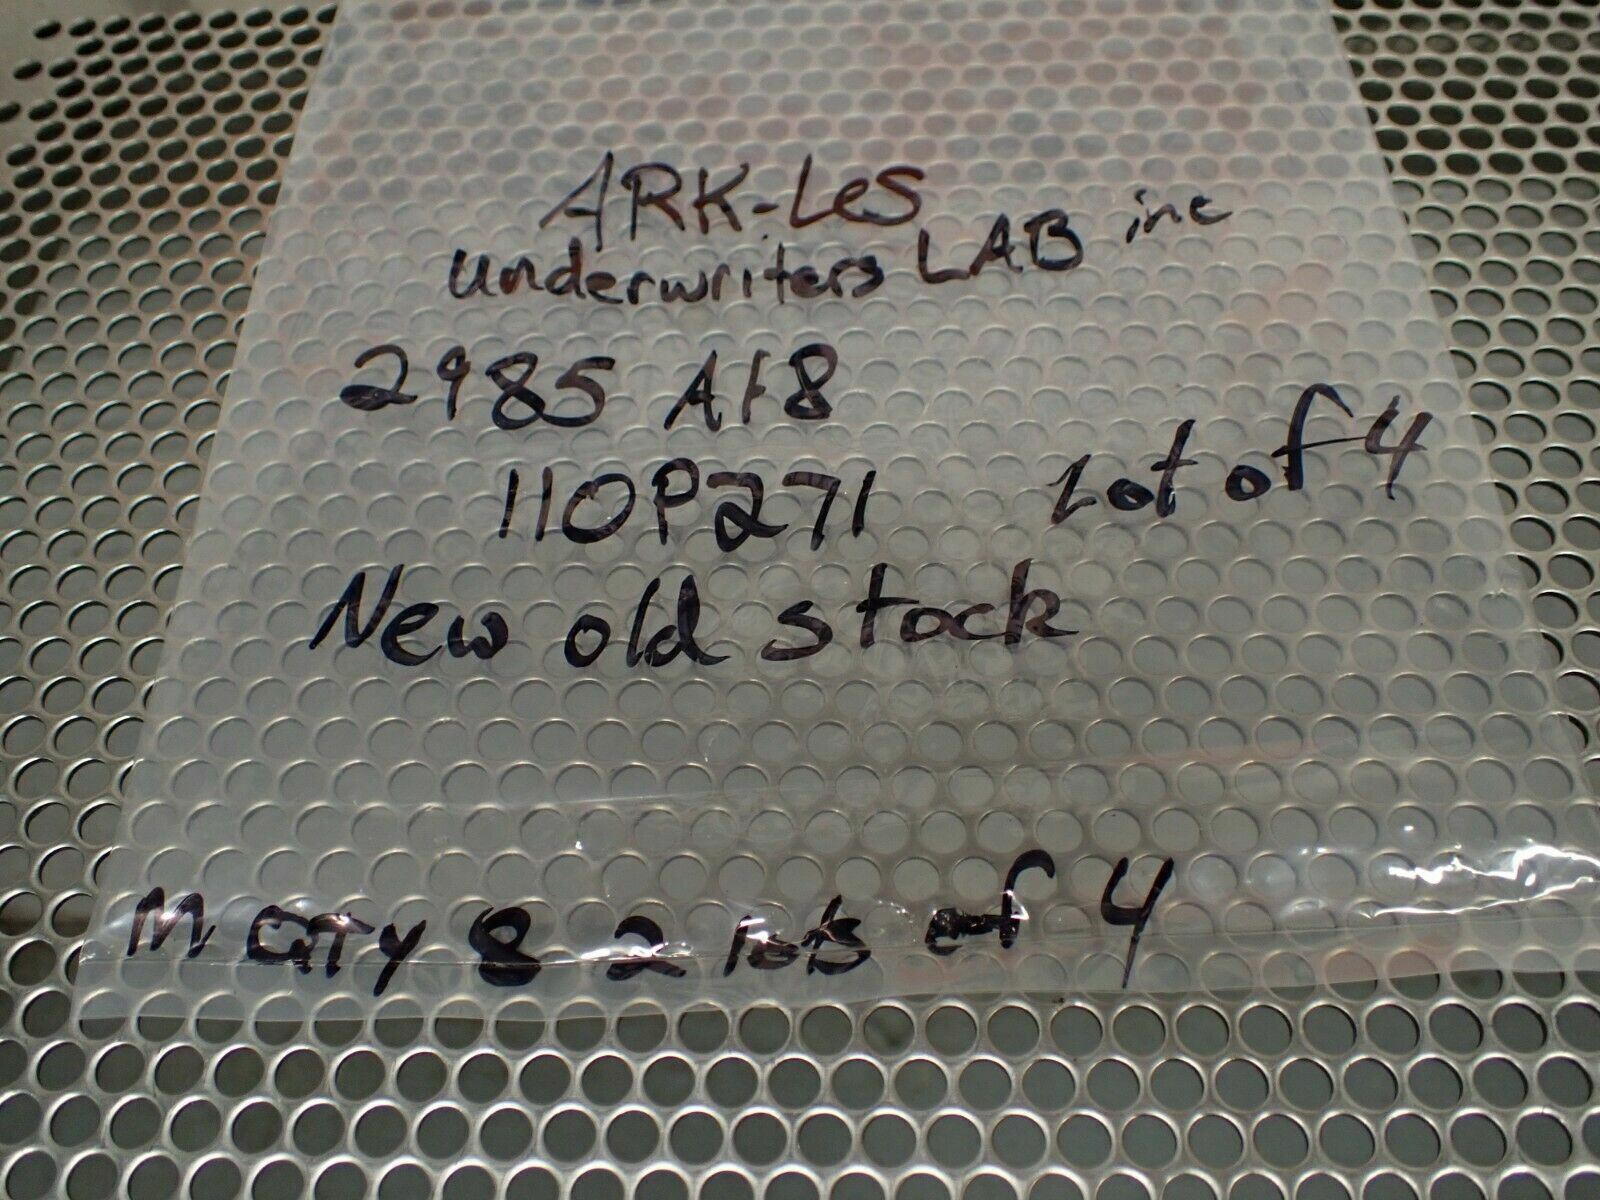 ARK-Les
underwriters LAB inc
2985 A18
110P271 Lot of 4
New old stock
M QTY 8 2 lots of 4